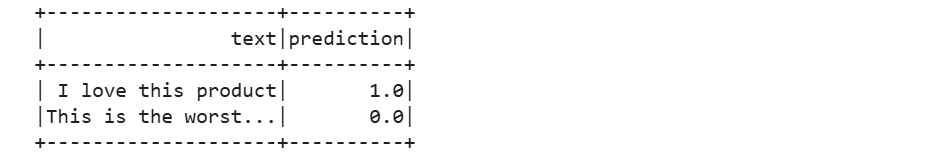 +--------------------+----------+
|                text|prediction|
+--------------------+----------+
| I love this product|       1.0|
|This is the worst...|       0.0|
+--------------------+----------+